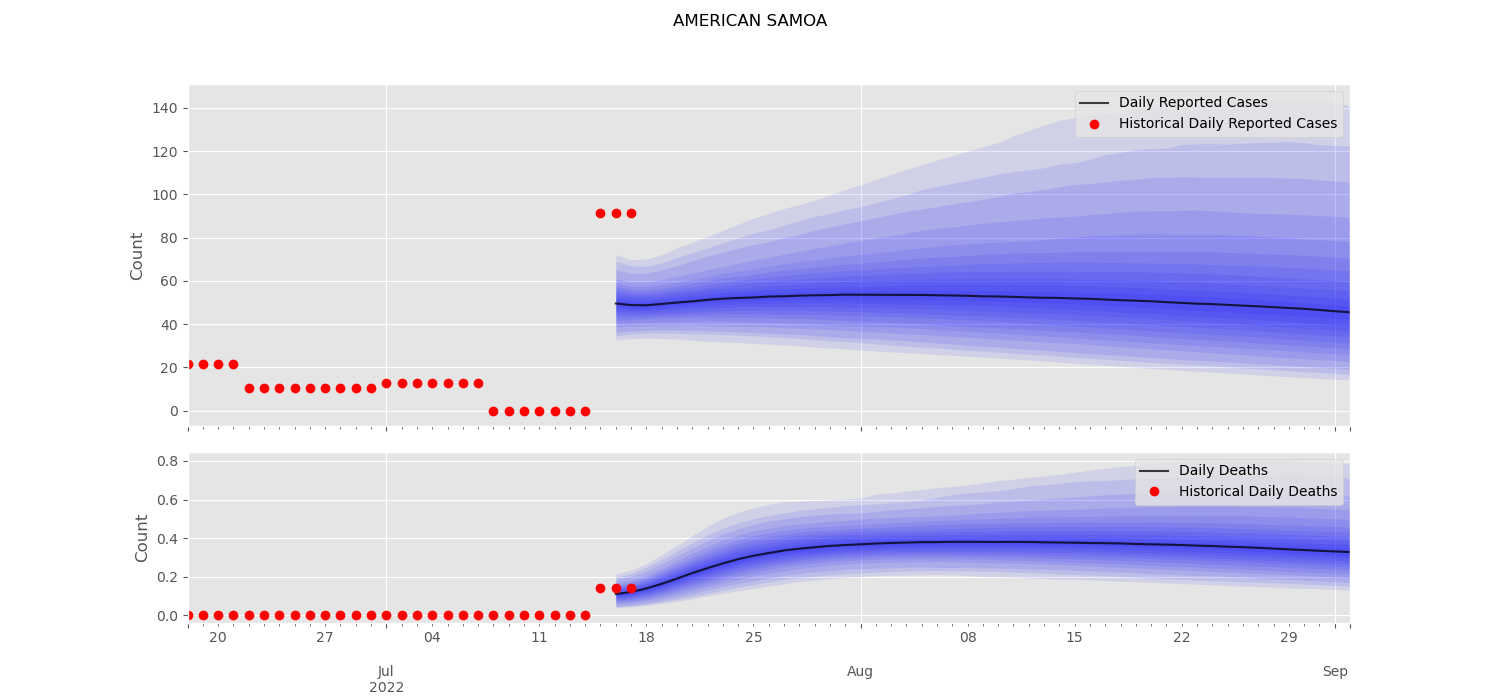 AMERICAN SAMOA
Count
140
120
100
80
60
40
20
0
Daily Reported Cases
Historical Daily Reported Cases
Count
0.8
0.6
0.4
0.2
0.0
Daily Deaths
Historical Daily Deaths
20 27 04 11 18 25 08 15 22 29
Jul Aug Sep
2022